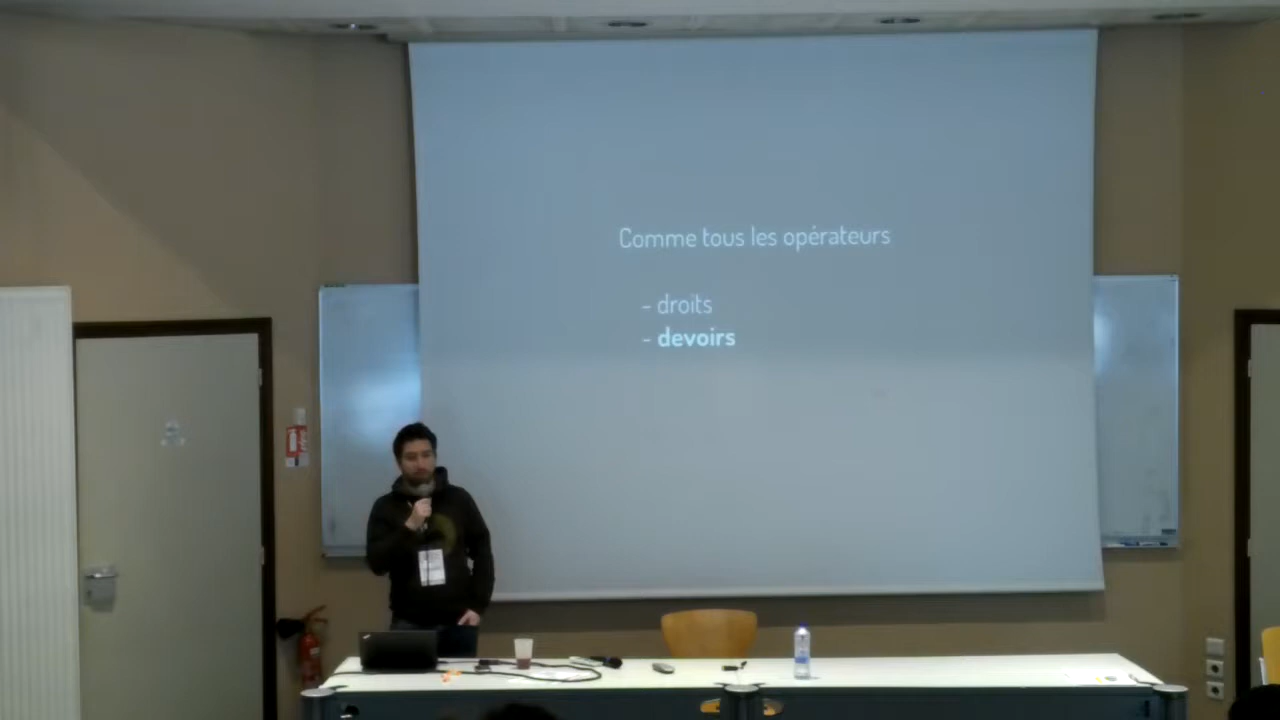 Comme tous les opérateurs
- droits
- devoirs